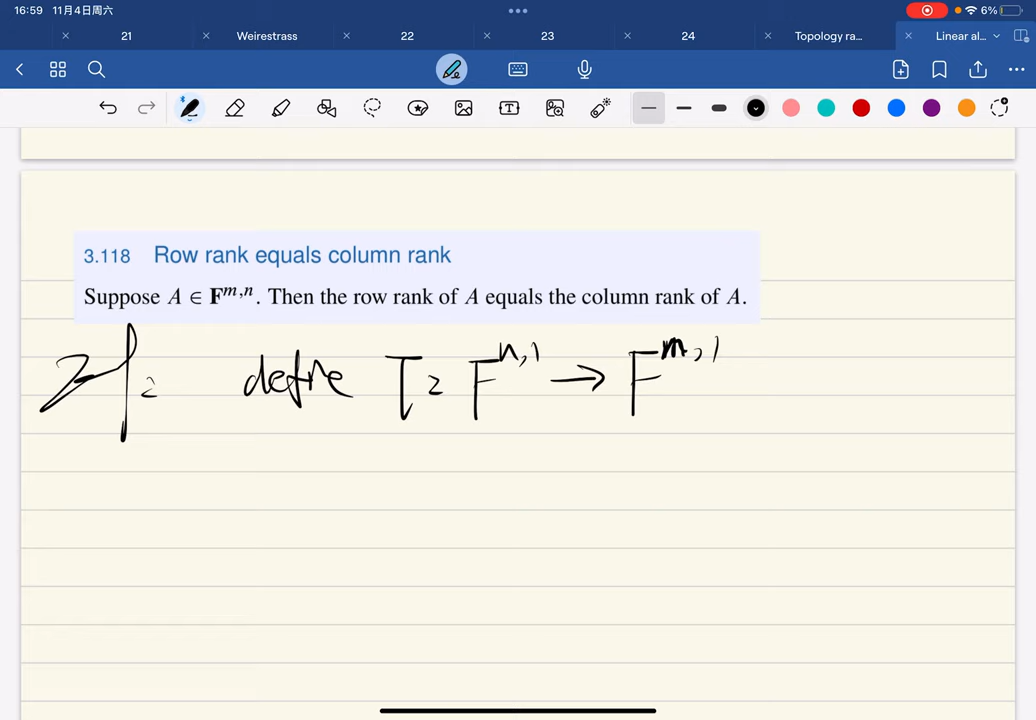 16:59 11月4日周六 6%
21 Weirestrass 22 23 24 Topology ra... Linear al...
3.118 Row rank equals column rank
Suppose A ∈ F^{m,n}. Then the row rank of A equals the column rank of A.
define T: F^{n,1} → F^{m,1}